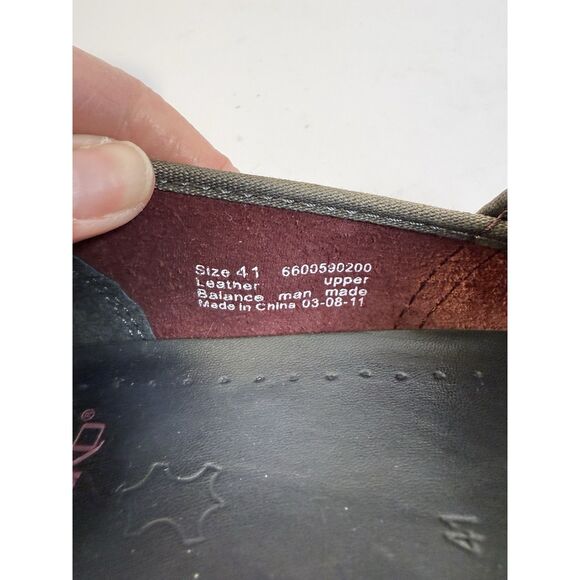 Size 41 6600590200
Leather upper
Balance man made
Made in China 03-08-11
41